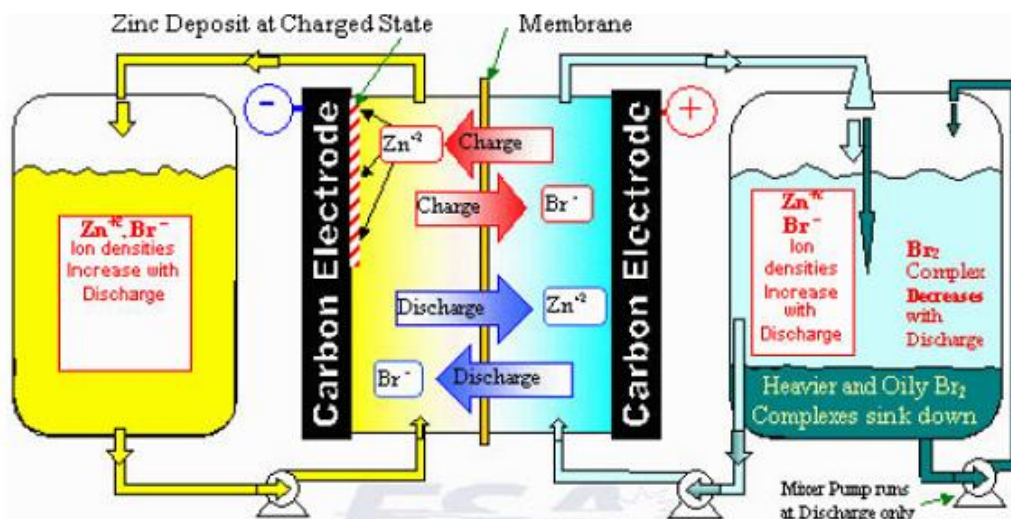 Zinc Deposit at Charged State
Membrane
−
+
Carbon Electrode
Carbon Electrodc
Zn+2
Charge
Charge
Br−
Discharge
Zn+2
Br−
Discharge
Zn+2, Br−
Ion densities
Increase with
Discharge
Zn+2
Br−
Ion
densities
Increase
with
Discharge
Br2
Complex
Decreases
with
Discharge
Heavier and Oily Br2
Complexes sink down
Mixer Pump runs
at Discharge only
ESA